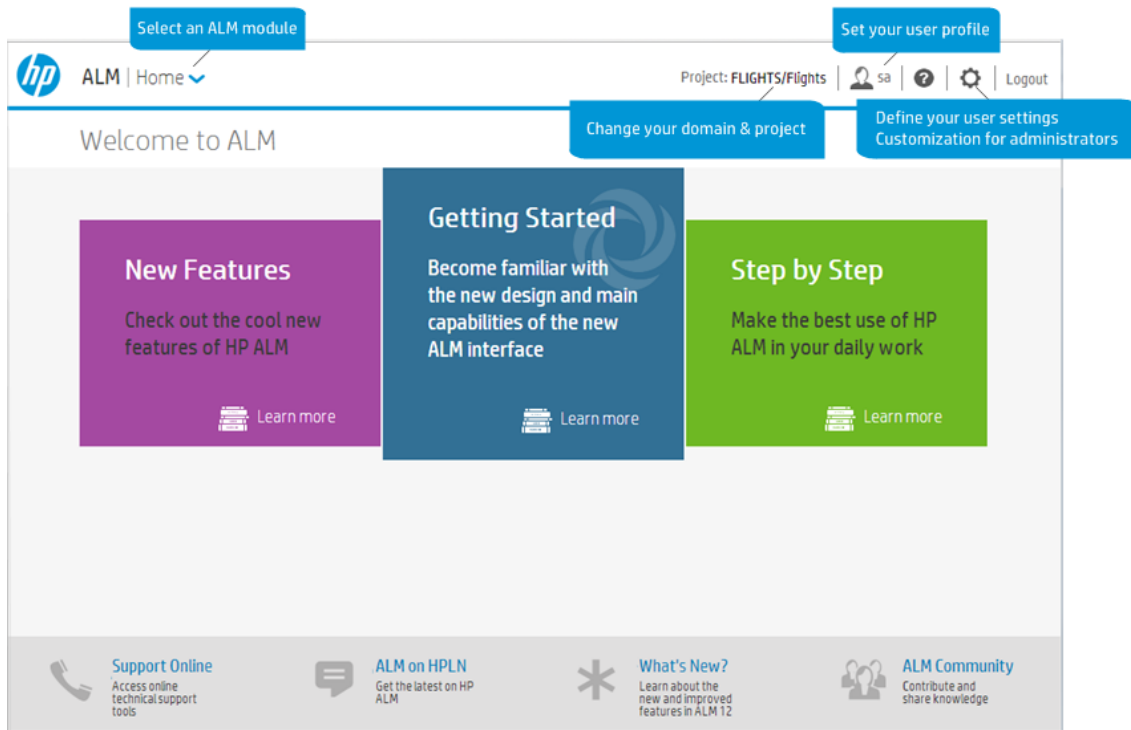 Select an ALM module
Set your user profile
hp
ALM | Home
Project: FLIGHTS/Flights
sa
?
Logout
Change your domain & project
Define your user settings
Customization for administrators
Welcome to ALM
New Features
Check out the cool new
features of HP ALM
Learn more
Getting Started
Become familiar with
the new design and main
capabilities of the new
ALM interface
Learn more
Step by Step
Make the best use of HP
ALM in your daily work
Learn more
Support Online
Access online
technical support
tools
ALM on HPLN
Get the latest on HP
ALM
What's New?
Learn about the
new and improved
features in ALM 12
ALM Community
Contribute and
share knowledge